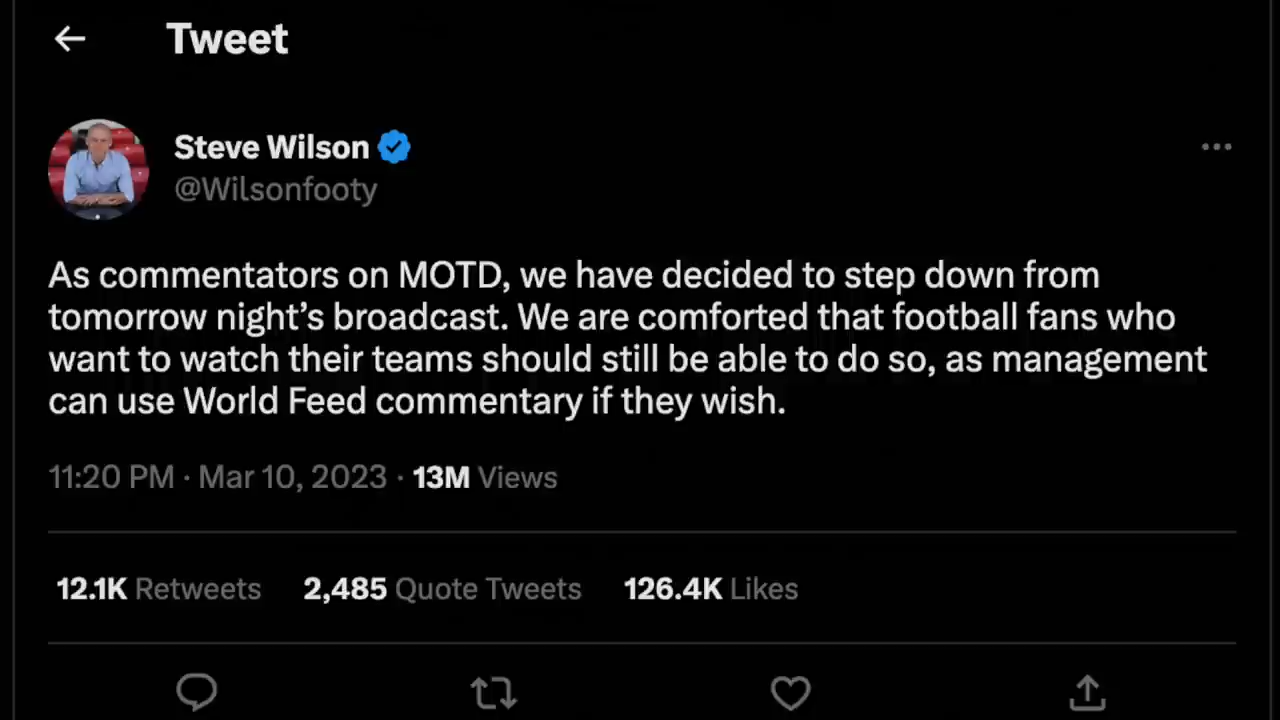 Tweet
Steve Wilson
@Wilsonfooty
As commentators on MOTD, we have decided to step down from
tomorrow night’s broadcast. We are comforted that football fans who
want to watch their teams should still be able to do so, as management
can use World Feed commentary if they wish.
11:20 PM · Mar 10, 2023 · 13M Views
12.1K Retweets 2,485 Quote Tweets 126.4K Likes